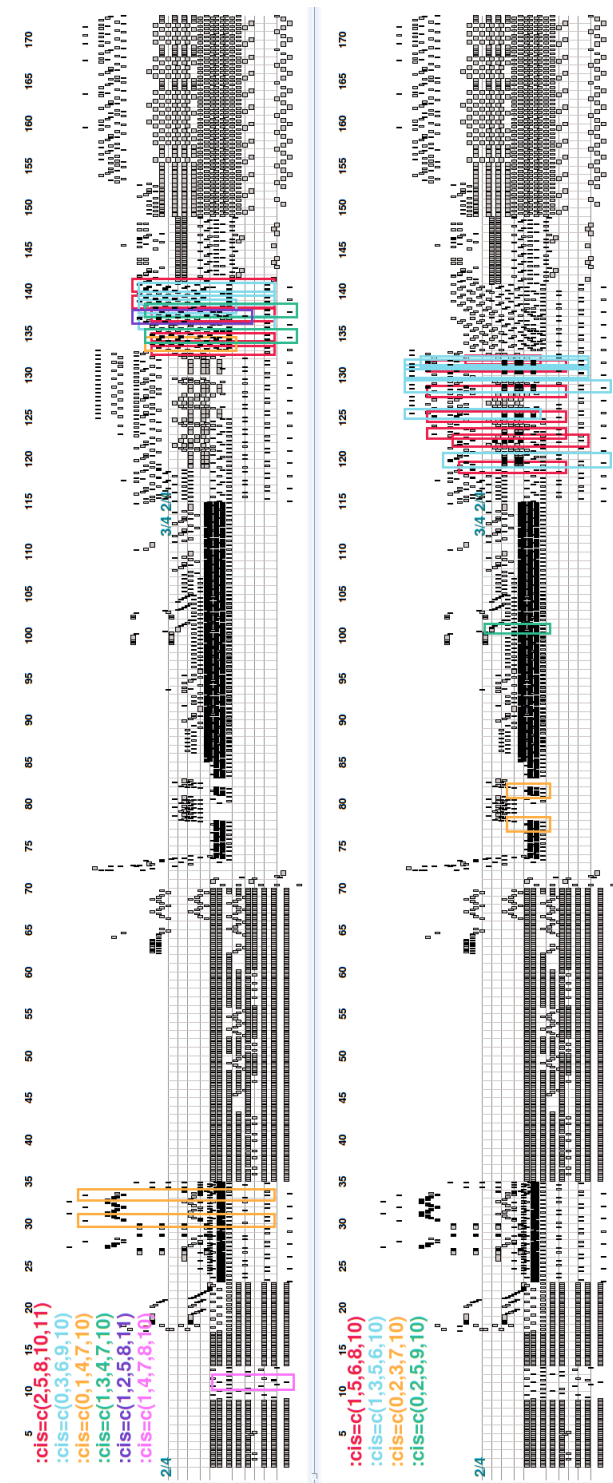 5 10 15 20 25 30 35 40 45 50 55 60 65 70 75 80 85 90 95 100 105 110 115 120 125 130 135 140 145 150 155 160 165 170
:cis=c(2,5,8,10,11)
:cis=c(0,3,6,9,10)
:cis=c(0,1,4,7,10)
:cis=c(1,3,4,7,10)
:cis=c(1,2,5,8,11)
:cis=c(1,4,7,8,10)
2/4 3/4 2/4
5 10 15 20 25 30 35 40 45 50 55 60 65 70 75 80 85 90 95 100 105 110 115 120 125 130 135 140 145 150 155 160 165 170
:cis=c(1,5,6,8,10)
:cis=c(1,3,5,6,10)
:cis=c(0,2,3,7,10)
:cis=c(0,2,5,9,10)
2/4 3/4 2/4